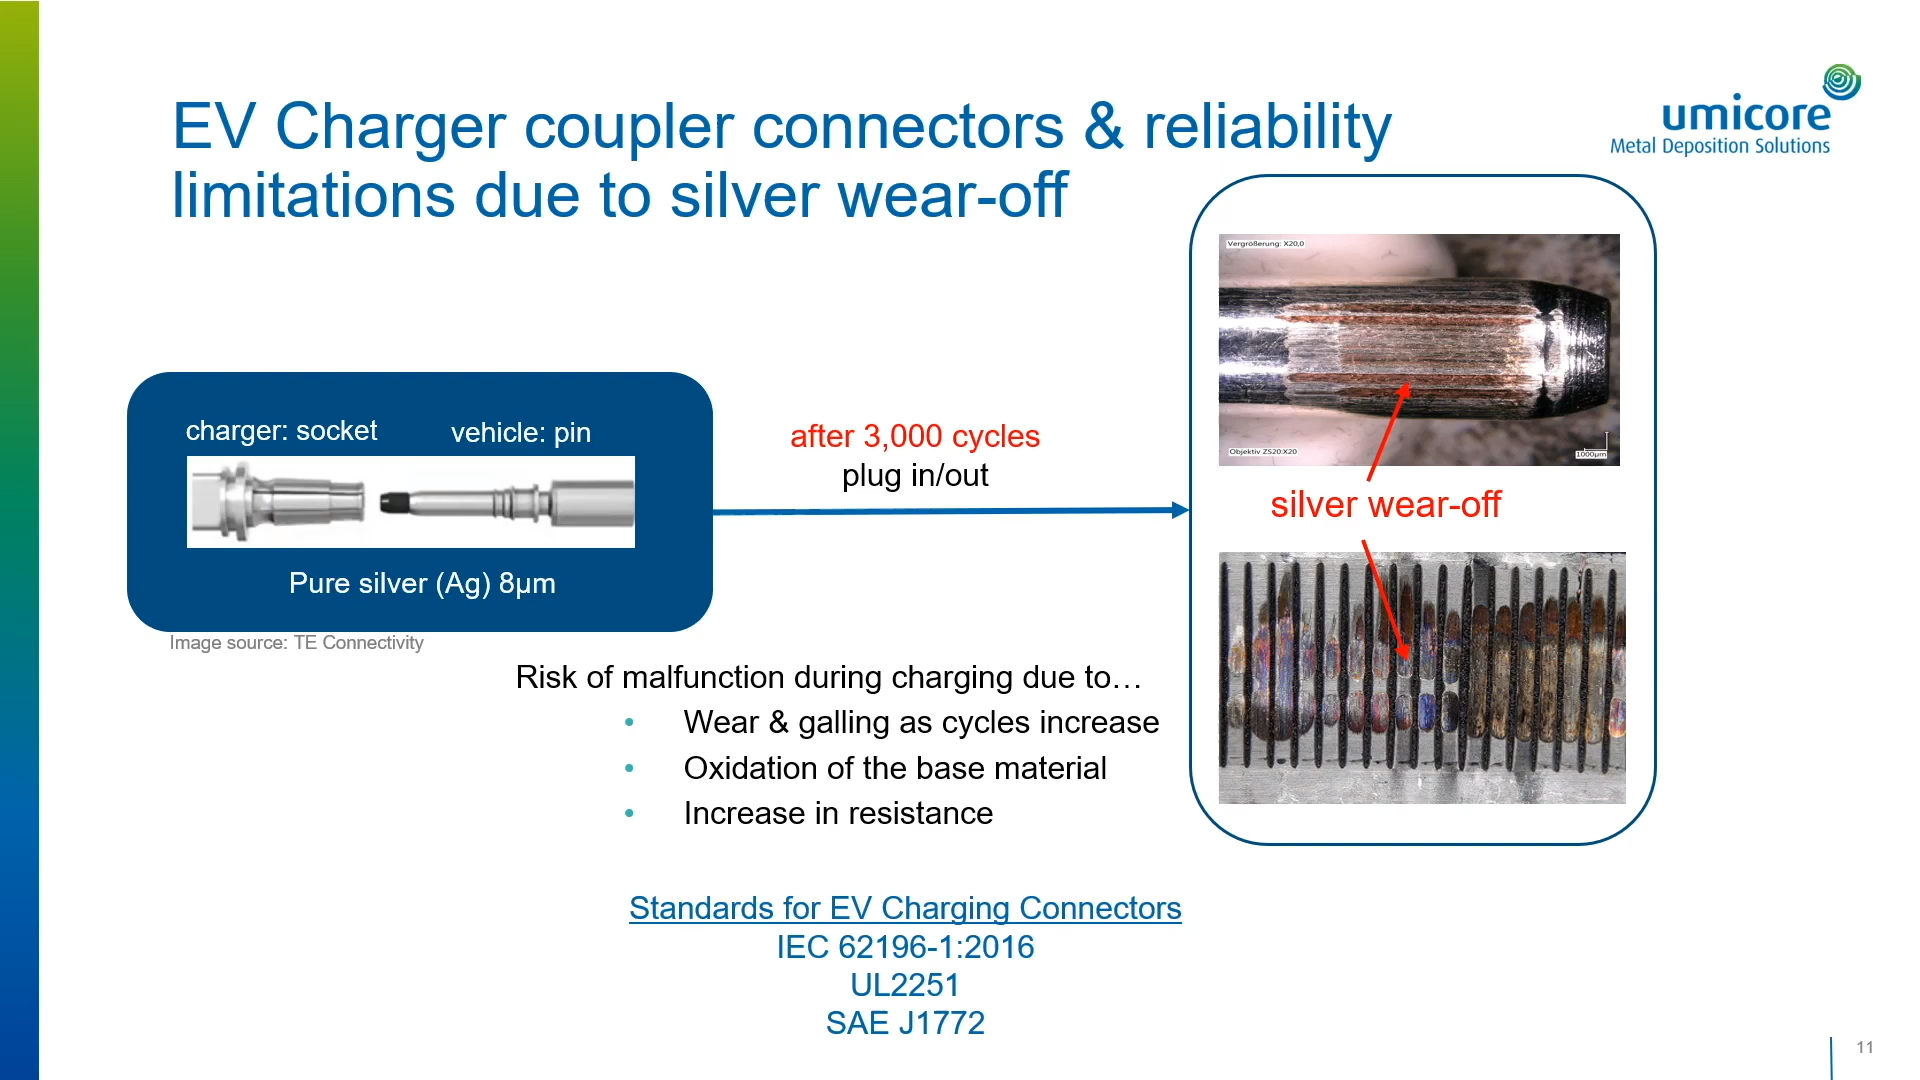 EV Charger coupler connectors & reliability
limitations due to silver wear-off
umicore
Metal Deposition Solutions
charger: socket
vehicle: pin
Pure silver (Ag) 8μm
Image source: TE Connectivity
after 3,000 cycles
plug in/out
Vergrößerung: X20,0
Objektiv ZS20:X20
1000μm
silver wear-off
Risk of malfunction during charging due to…
• Wear & galling as cycles increase
• Oxidation of the base material
• Increase in resistance
Standards for EV Charging Connectors
IEC 62196-1:2016
UL2251
SAE J1772
11